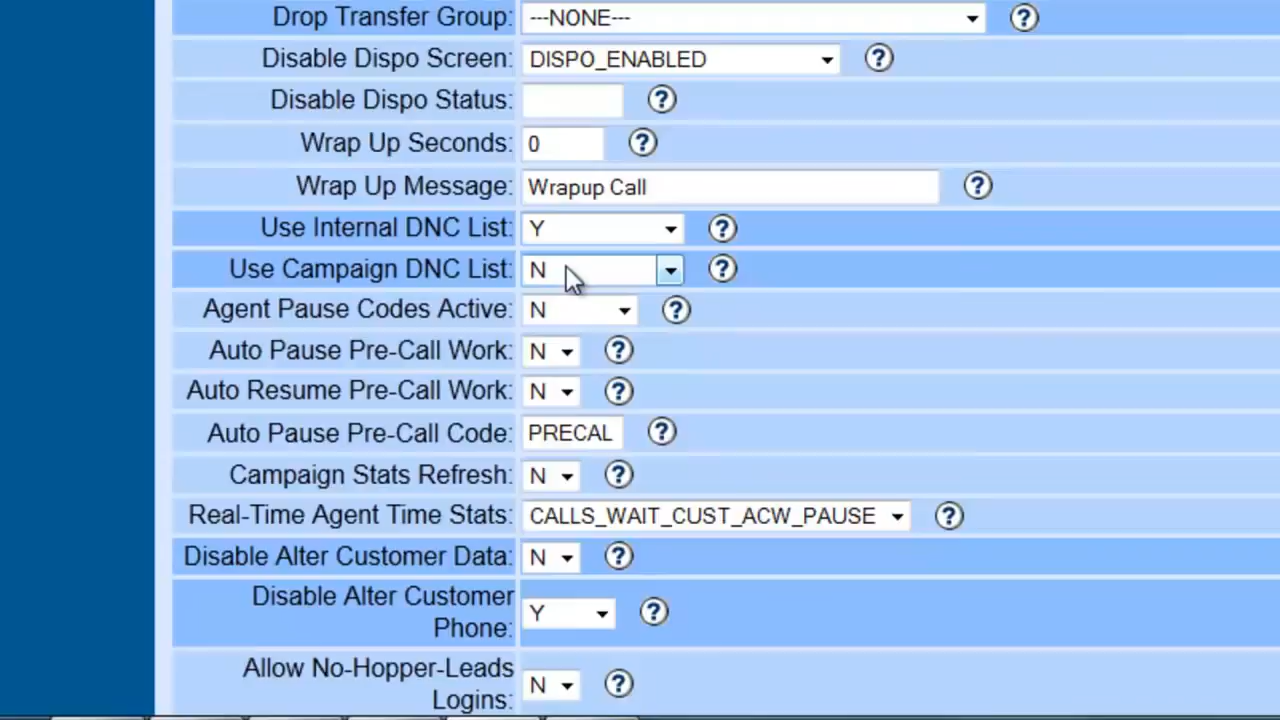 Drop Transfer Group: ---NONE--- ?
Disable Dispo Screen: DISPO_ENABLED ?
Disable Dispo Status: ?
Wrap Up Seconds: 0 ?
Wrap Up Message: Wrapup Call ?
Use Internal DNC List: Y ?
Use Campaign DNC List: N ?
Agent Pause Codes Active: N ?
Auto Pause Pre-Call Work: N ?
Auto Resume Pre-Call Work: N ?
Auto Pause Pre-Call Code: PRECAL ?
Campaign Stats Refresh: N ?
Real-Time Agent Time Stats: CALLS_WAIT_CUST_ACW_PAUSE ?
Disable Alter Customer Data: N ?
Disable Alter Customer
Phone: Y ?
Allow No-Hopper-Leads
Logins: N ?